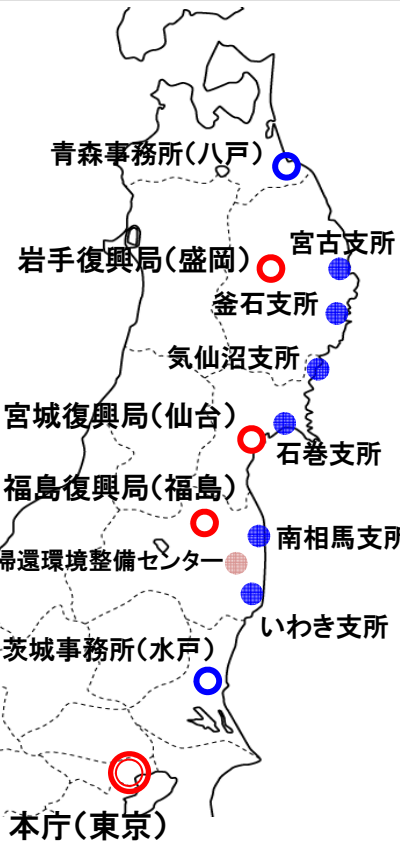 青森事務所(八戸)
宮古支所
岩手復興局(盛岡)
釜石支所
気仙沼支所
宮城復興局(仙台)
石巻支所
福島復興局(福島)
南相馬支所
帰還環境整備センター
いわき支所
茨城事務所(水戸)
本庁(東京)